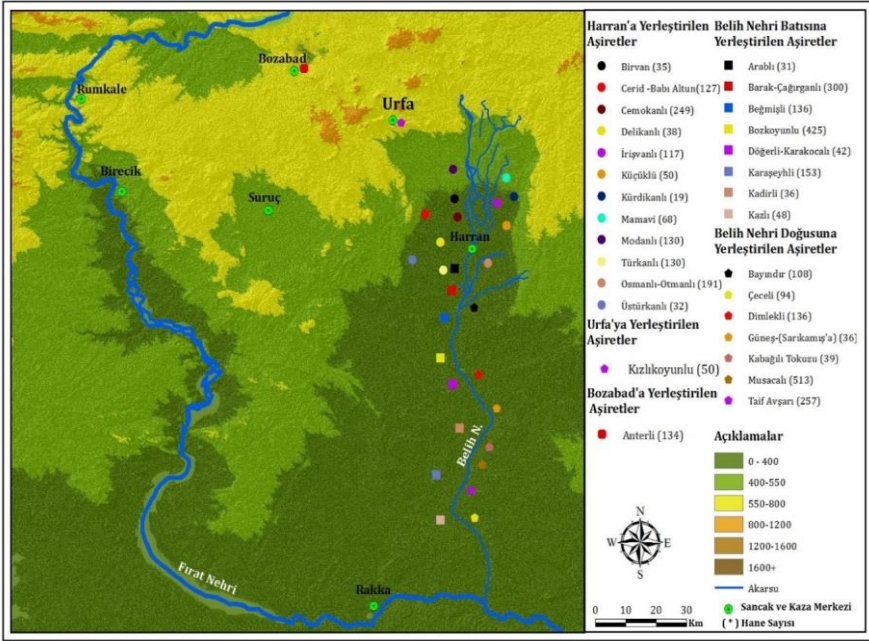 Bozabad
Rumkale
Urfa
Birecik
Suruç
Harran
Belih N.
Fırat Nehri
Rakka
Harran'a Yerleştirilen
Aşiretler
Birvan (35)
Cerid -Babı Altun(127)
Cemokanlı (249)
Delikanlı (38)
İrişvanlı (117)
Küçüklü (50)
Kürdikanlı (19)
Mamavi (68)
Modanlı (130)
Türkanlı (130)
Osmanlı-Otmanlı (191)
Üstürkanlı (32)
Urfa'ya Yerleştirilen
Aşiretler
Kızlıkoyunlu (50)
Bozabad'a Yerleştirilen
Aşiretler
Anterli (134)
N
W E
S
0 10 20 30
Km
Belih Nehri Batısına
Yerleştirilen Aşiretler
Arablı (31)
Barak-Çağırganlı (300)
Beğmişli (136)
Bozkoyunlu (425)
Döğerli-Karakocalı (42)
Karaşeyhli (153)
Kadirli (36)
Kazlı (48)
Belih Nehri Doğusuna
Yerleştirilen Aşiretler
Bayındır (108)
Çeceli (94)
Dimlekli (136)
Güneş-(Sarıkamış'a) (36)
Kabağılı Tokuzu (39)
Musacalı (513)
Taif Avşarı (257)
Açıklamalar
0 - 400
400-550
550-800
800-1200
1200-1600
1600+
Akarsu
Sancak ve Kaza Merkezi
( * ) Hane Sayısı